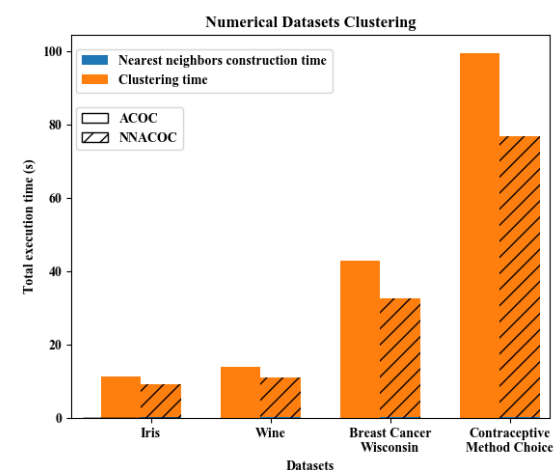 Numerical Datasets Clustering
Nearest neighbors construction time
Clustering time
ACOC
NNACOC
Total execution time (s)
100
80
60
40
20
0
Iris
Wine
Breast Cancer
Wisconsin
Contraceptive
Method Choice
Datasets